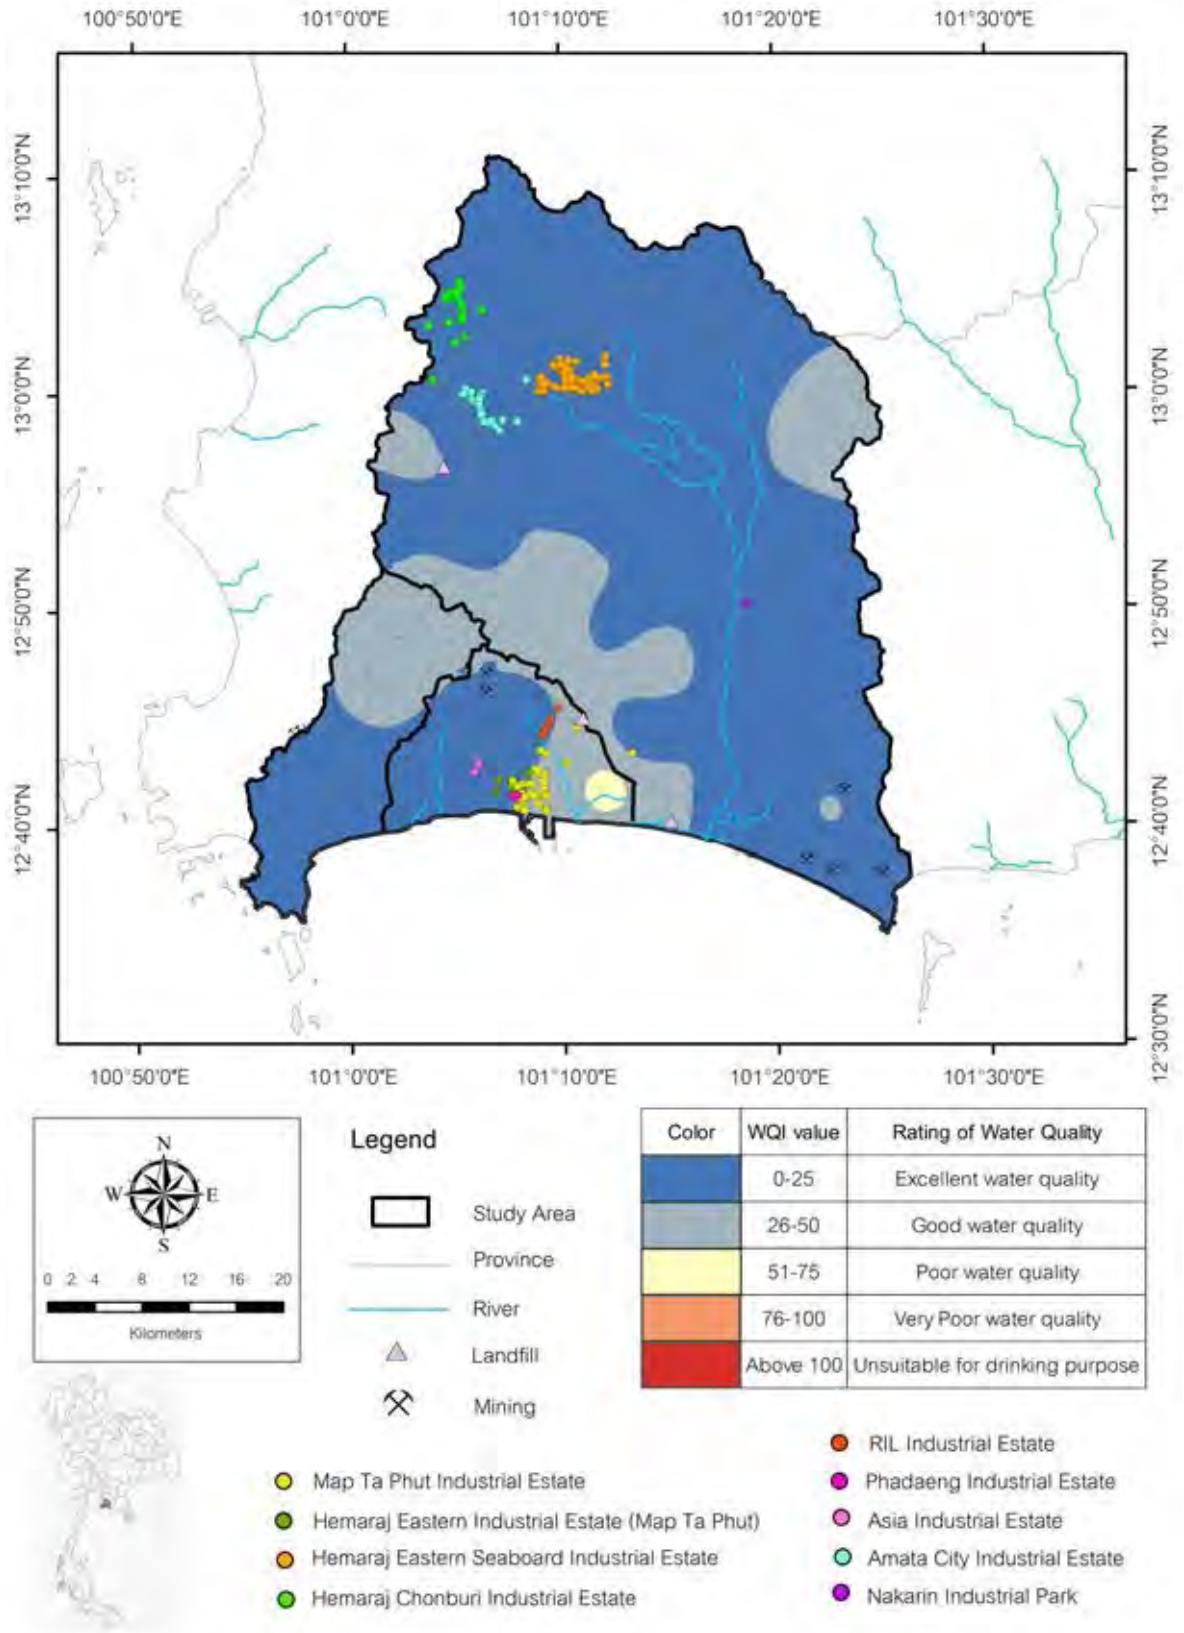 100°50'0"E 101°0'0"E 101°10'0"E 101°20'0"E 101°30'0"E
13°10'0"N 13°10'0"N
13°0'0"N 13°0'0"N
12°50'0"N 12°50'0"N
12°40'0"N 12°40'0"N
12°30'0"N
100°50'0"E 101°0'0"E 101°10'0"E 101°20'0"E 101°30'0"E
N
W E
S
0 2 4 8 12 16 20
Kilometers
Legend
Study Area
Province
River
Landfill
Mining
Color WQI value Rating of Water Quality
0-25 Excellent water quality
26-50 Good water quality
51-75 Poor water quality
76-100 Very Poor water quality
Above 100 Unsuitable for drinking purpose
Map Ta Phut Industrial Estate
Hemaraj Eastern Industrial Estate (Map Ta Phut)
Hemaraj Eastern Seaboard Industrial Estate
Hemaraj Chonburi Industrial Estate
RIL Industrial Estate
Phadaeng Industrial Estate
Asia Industrial Estate
Amata City Industrial Estate
Nakarin Industrial Park